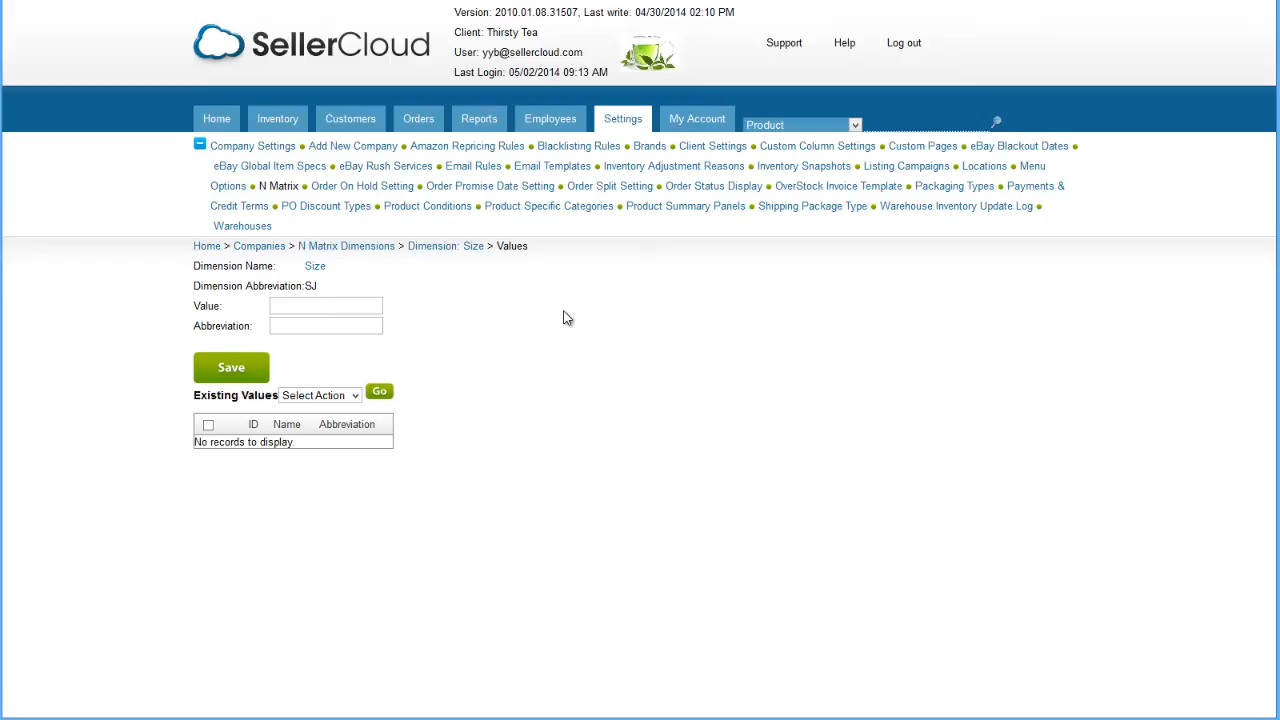 Version: 2010.01.08.31507, Last write: 04/30/2014 02:10 PM
SellerCloud
Client: Thirsty Tea
User: yyb@sellercloud.com
Last Login: 05/02/2014 09:13 AM
Support Help Log out
Home Inventory Customers Orders Reports Employees Settings My Account Product
Company Settings Add New Company Amazon Repricing Rules Blacklisting Rules Brands Client Settings Custom Column Settings Custom Pages eBay Blackout Dates
eBay Global Item Specs eBay Rush Services Email Rules Email Templates Inventory Adjustment Reasons Inventory Snapshots Listing Campaigns Locations Menu
Options N Matrix Order On Hold Setting Order Promise Date Setting Order Split Setting Order Status Display OverStock Invoice Template Packaging Types Payments &
Credit Terms PO Discount Types Product Conditions Product Specific Categories Product Summary Panels Shipping Package Type Warehouse Inventory Update Log
Warehouses
Home > Companies > N Matrix Dimensions > Dimension: Size > Values
Dimension Name: Size
Dimension Abbreviation:SJ
Value:
Abbreviation:
Save
Existing Values Select Action Go
ID Name Abbreviation
No records to display.